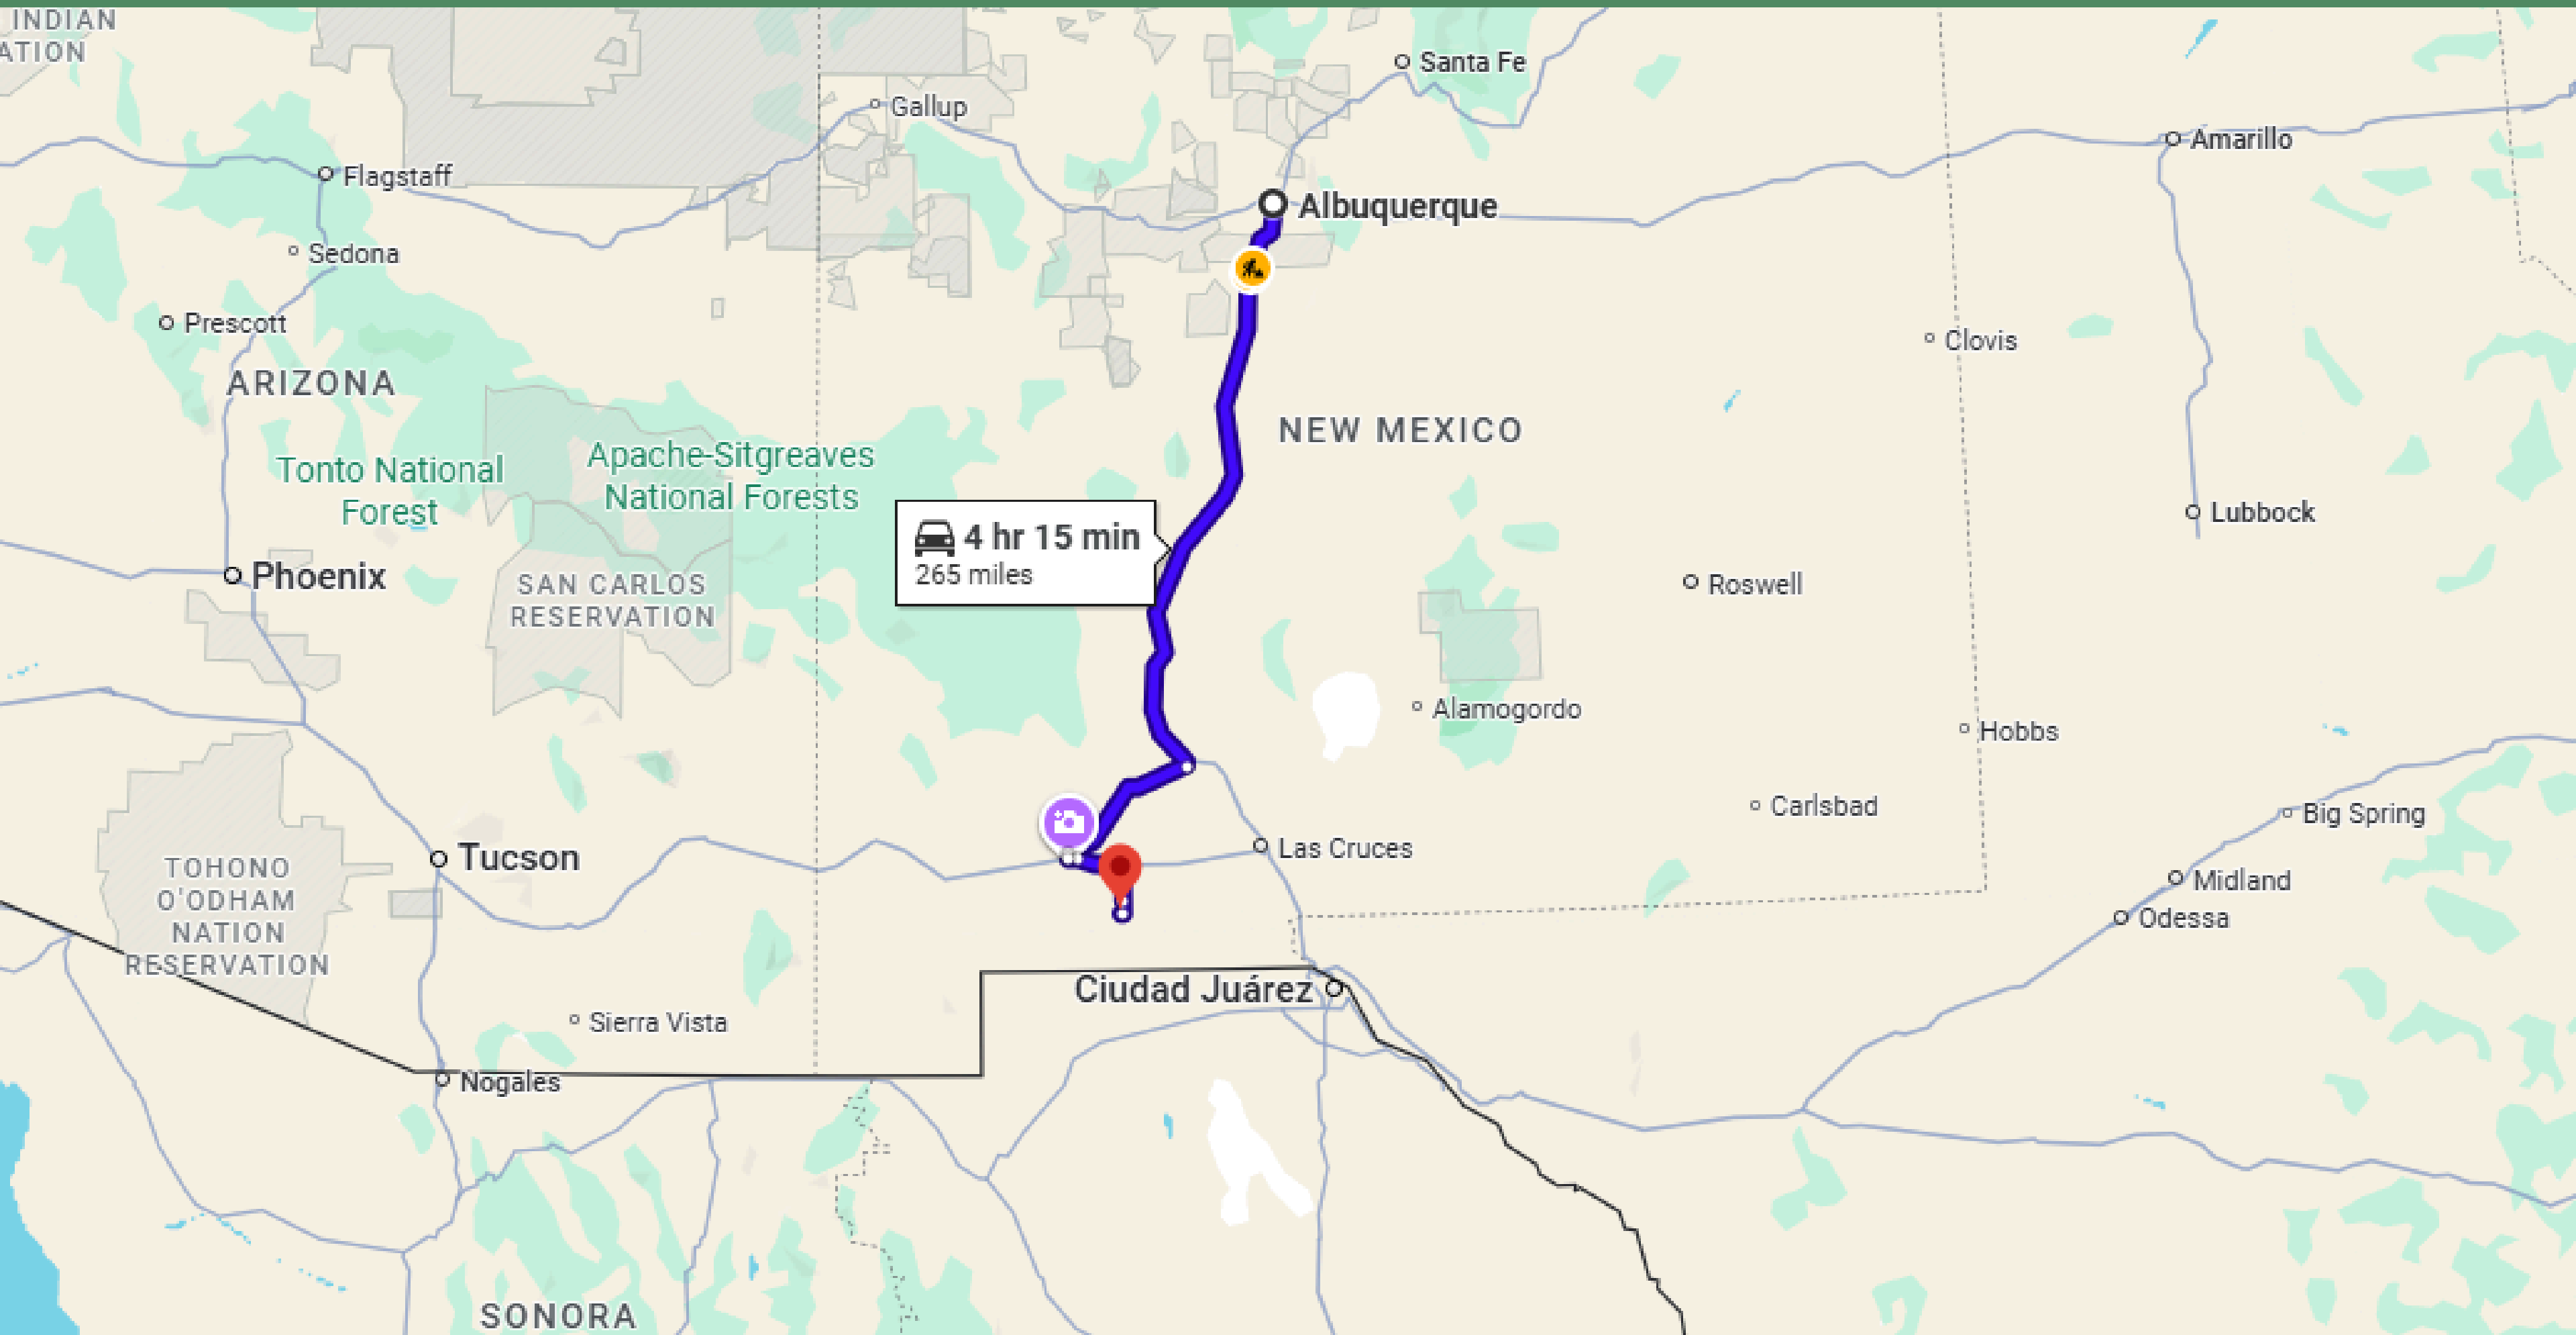 INDIAN
ATION
Santa Fe
Gallup
Amarillo
Flagstaff
Albuquerque
Sedona
Prescott
Clovis
ARIZONA
NEW MEXICO
Apache-Sitgreaves
National Forests
Tonto National
Forest
Lubbock
4 hr 15 min
265 miles
Phoenix
SAN CARLOS
RESERVATION
Roswell
Alamogordo
Hobbs
Carlsbad
Big Spring
Las Cruces
Tucson
TOHONO
O'ODHAM
NATION
RESERVATION
Midland
Odessa
Ciudad Juárez
Sierra Vista
Nogales
SONORA